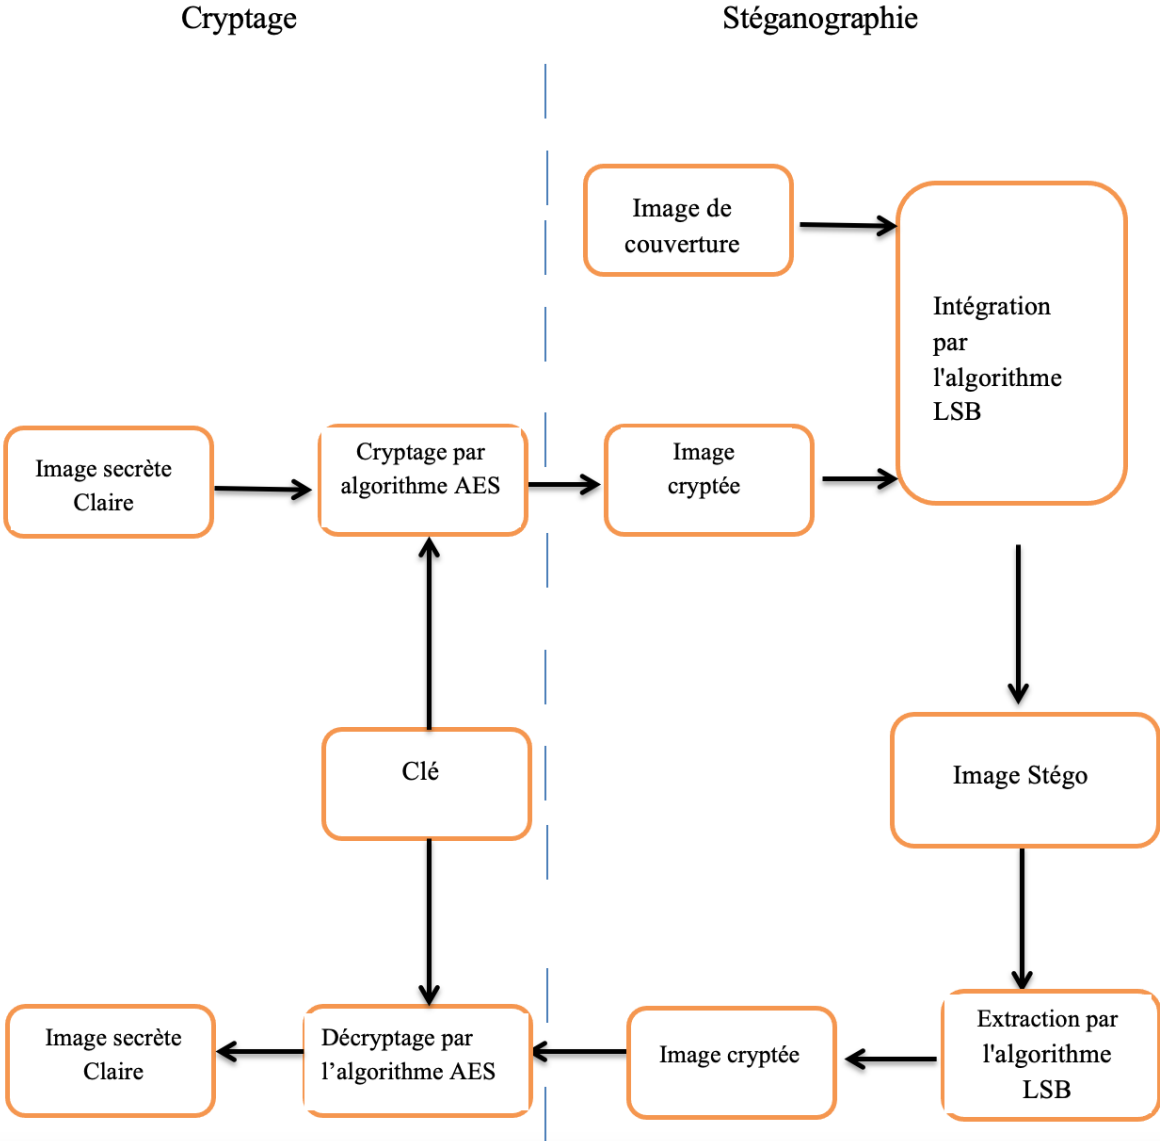 Cryptage
Stéganographie
Image de
couverture
Intégration
par
l'algorithme
LSB
Image secrète
Claire
Cryptage par
algorithme AES
Image
cryptée
Clé
Image Stégo
Image secrète
Claire
Décryptage par
l’algorithme AES
Image cryptée
Extraction par
l'algorithme
LSB